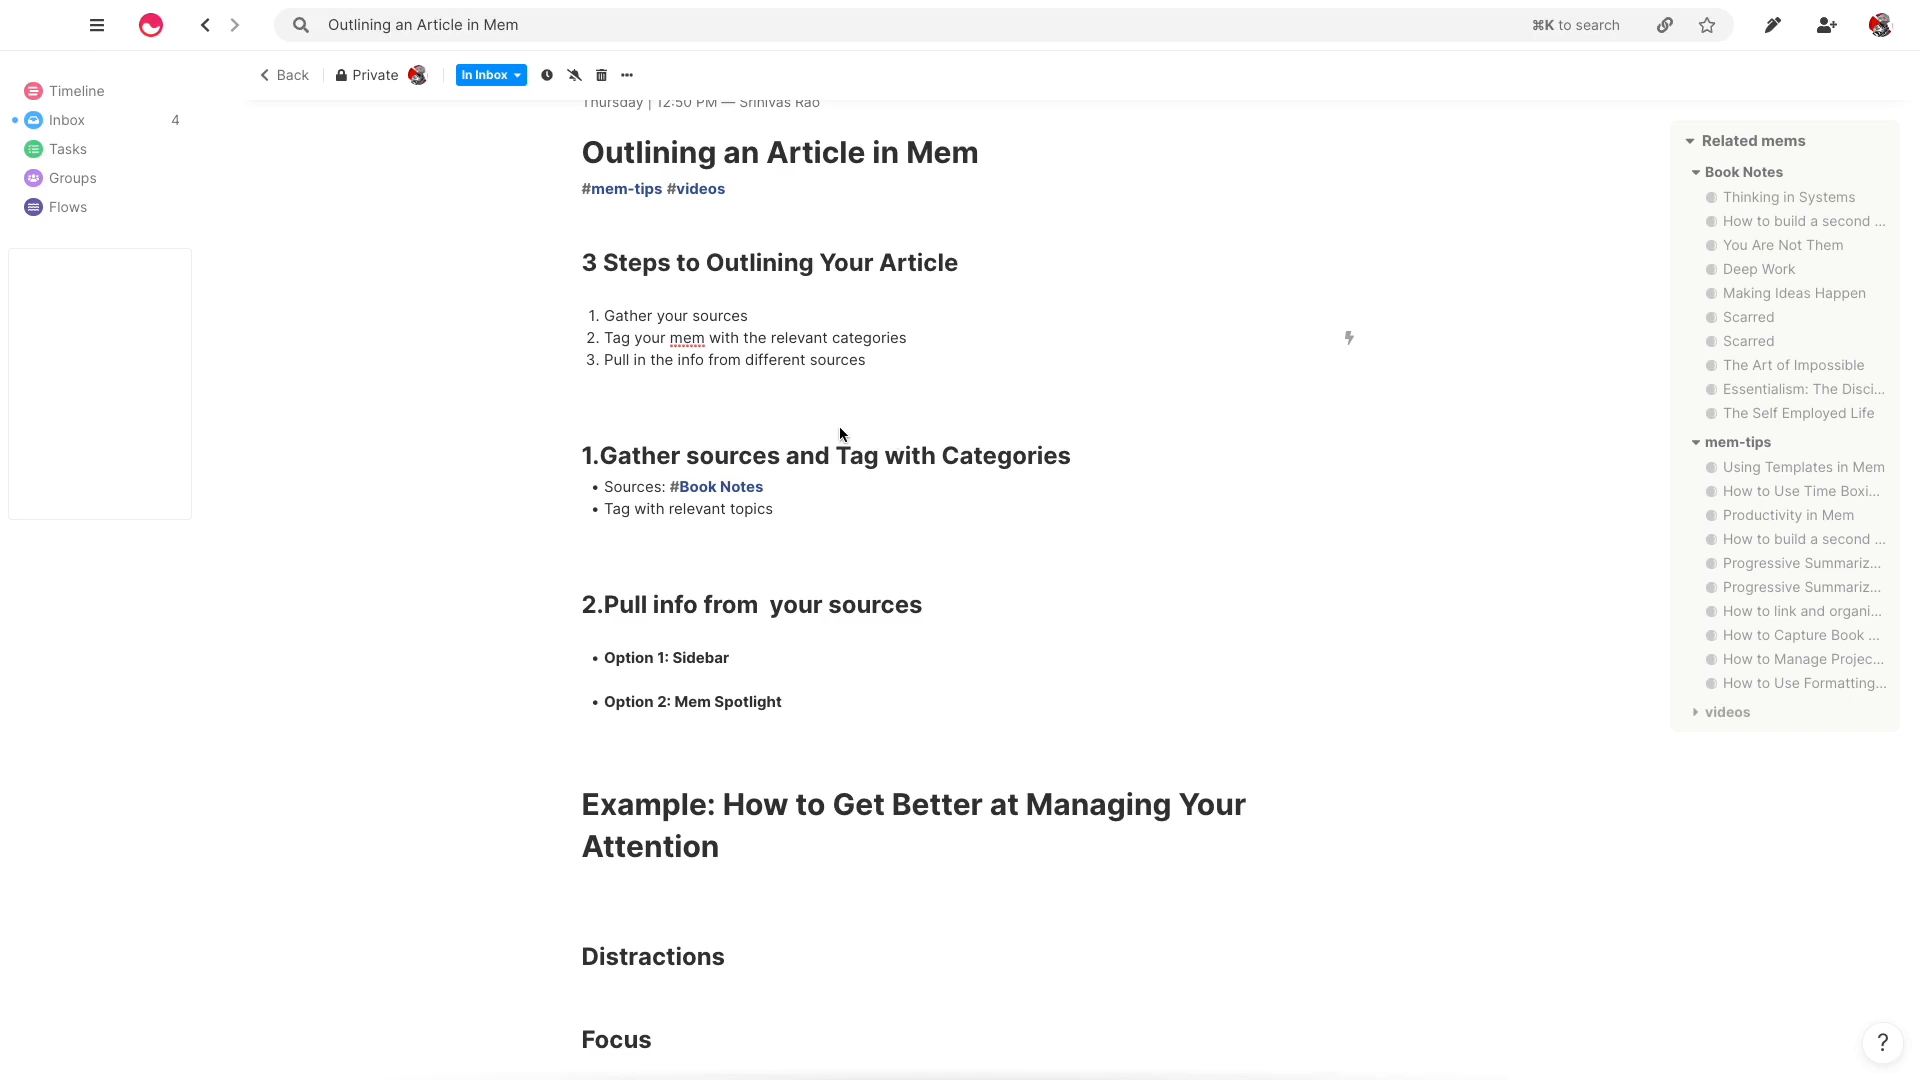 Outlining an Article in Mem
⌘K to search
Back
Private
In Inbox
Timeline
Inbox 4
Tasks
Groups
Flows
Thursday | 12:50 PM — Srinivas Rao
Outlining an Article in Mem
#mem-tips #videos
3 Steps to Outlining Your Article
1. Gather your sources
2. Tag your mem with the relevant categories
3. Pull in the info from different sources
1.Gather sources and Tag with Categories
• Sources: #Book Notes
• Tag with relevant topics
2.Pull info from  your sources
• Option 1: Sidebar
• Option 2: Mem Spotlight
Example: How to Get Better at Managing Your
Attention
Distractions
Focus
Related mems
Book Notes
Thinking in Systems
How to build a second ...
You Are Not Them
Deep Work
Making Ideas Happen
Scarred
Scarred
The Art of Impossible
Essentialism: The Disci...
The Self Employed Life
mem-tips
Using Templates in Mem
How to Use Time Boxi...
Productivity in Mem
How to build a second ...
Progressive Summariz...
Progressive Summariz...
How to link and organi...
How to Capture Book ...
How to Manage Projec...
How to Use Formatting...
videos
?